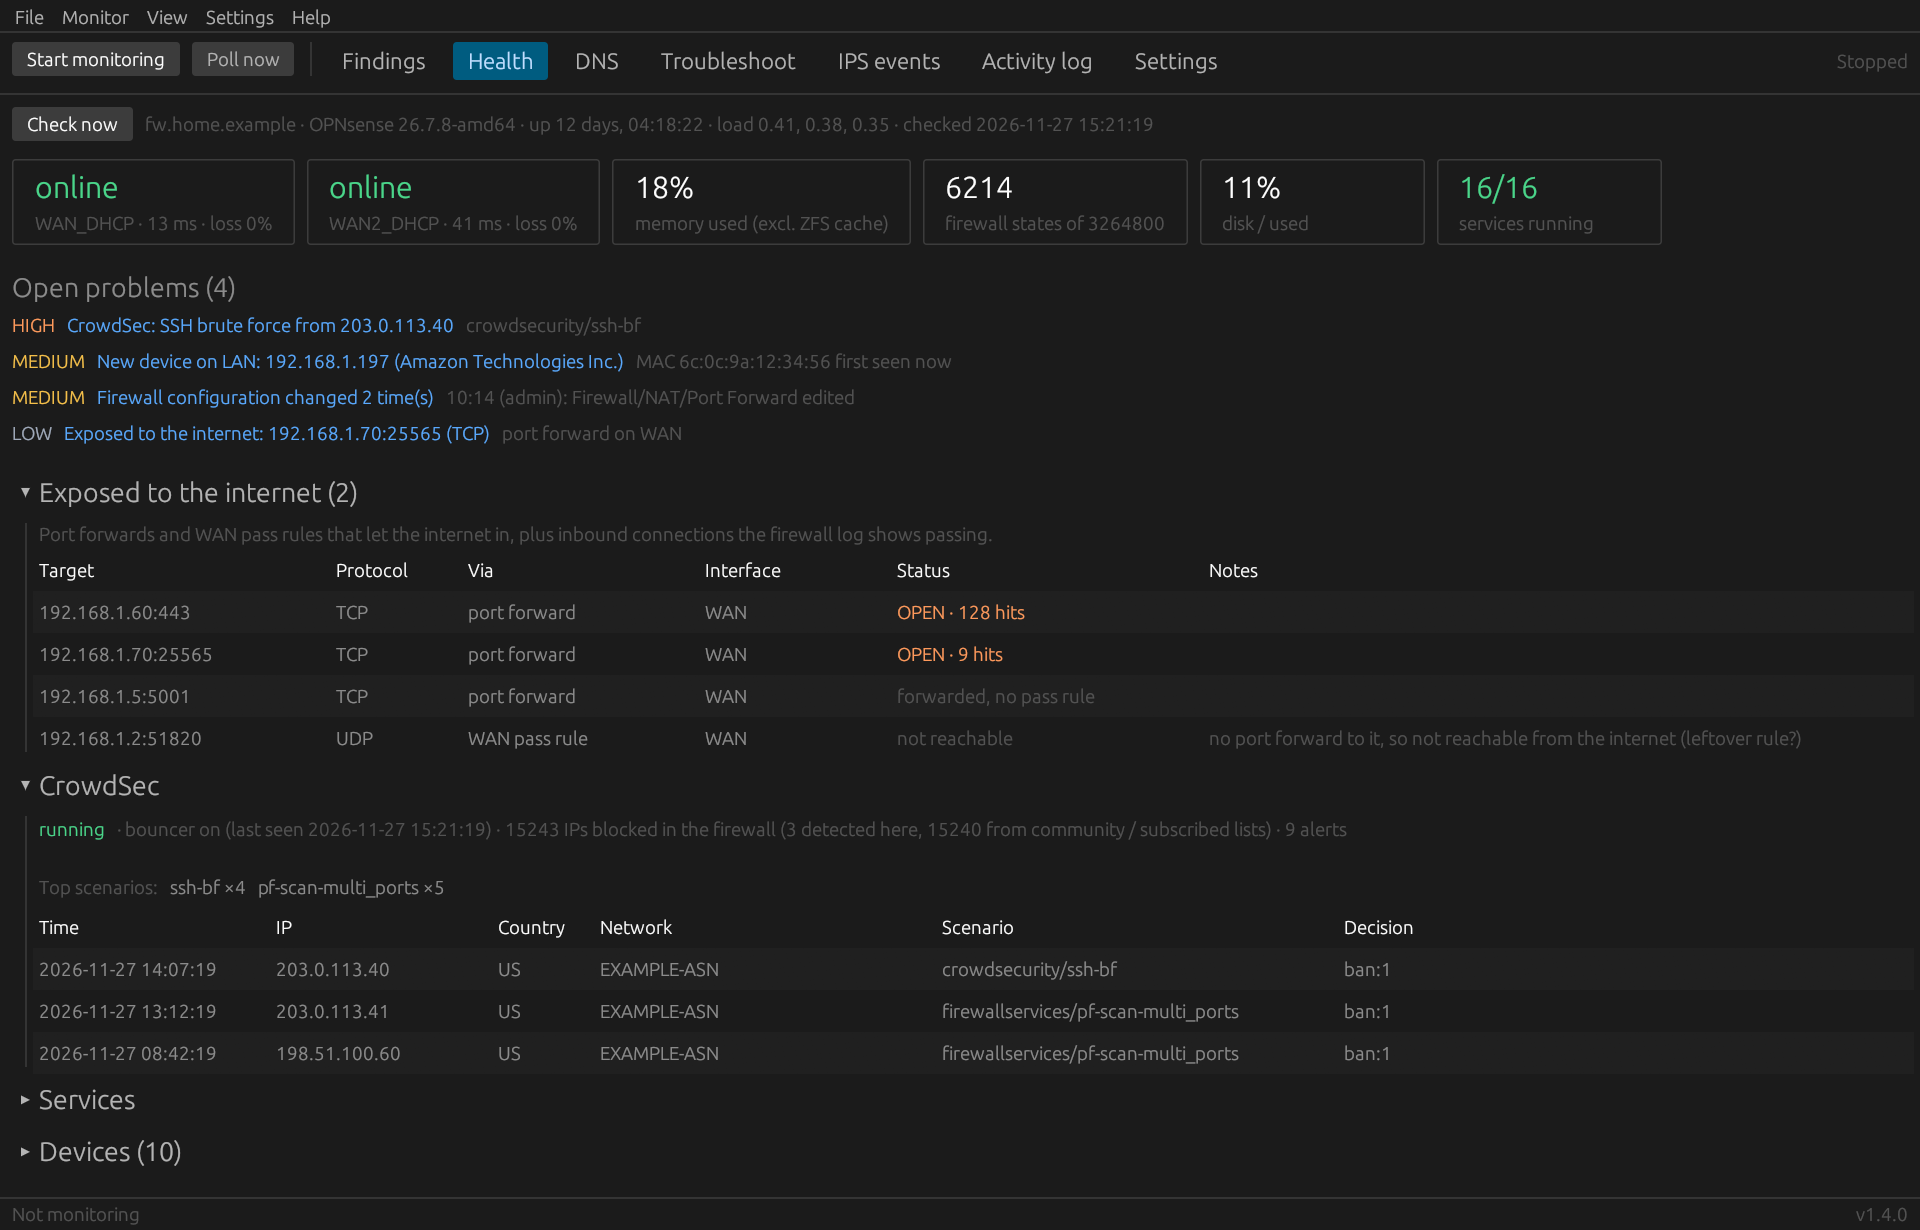 File Monitor View Settings Help
Start monitoring Poll now Findings Health DNS Troubleshoot IPS events Activity log Settings Stopped
Check now fw.home.example · OPNsense 26.7.8-amd64 · up 12 days, 04:18:22 · load 0.41, 0.38, 0.35 · checked 2026-11-27 15:21:19
online online 18% 6214 11% 16/16
WAN_DHCP · 13 ms · loss 0% WAN2_DHCP · 41 ms · loss 0% memory used (excl. ZFS cache) firewall states of 3264800 disk / used services running
Open problems (4)
HIGH CrowdSec: SSH brute force from 203.0.113.40 crowdsecurity/ssh-bf
MEDIUM New device on LAN: 192.168.1.197 (Amazon Technologies Inc.) MAC 6c:0c:9a:12:34:56 first seen now
MEDIUM Firewall configuration changed 2 time(s) 10:14 (admin): Firewall/NAT/Port Forward edited
LOW Exposed to the internet: 192.168.1.70:25565 (TCP) port forward on WAN
▾ Exposed to the internet (2)
Port forwards and WAN pass rules that let the internet in, plus inbound connections the firewall log shows passing.
Target Protocol Via Interface Status Notes
192.168.1.60:443 TCP port forward WAN OPEN · 128 hits
192.168.1.70:25565 TCP port forward WAN OPEN · 9 hits
192.168.1.5:5001 TCP port forward WAN forwarded, no pass rule
192.168.1.2:51820 UDP WAN pass rule WAN not reachable no port forward to it, so not reachable from the internet (leftover rule?)
▾ CrowdSec
running · bouncer on (last seen 2026-11-27 15:21:19) · 15243 IPs blocked in the firewall (3 detected here, 15240 from community / subscribed lists) · 9 alerts
Top scenarios: ssh-bf ×4 pf-scan-multi_ports ×5
Time IP Country Network Scenario Decision
2026-11-27 14:07:19 203.0.113.40 US EXAMPLE-ASN crowdsecurity/ssh-bf ban:1
2026-11-27 13:12:19 203.0.113.41 US EXAMPLE-ASN firewallservices/pf-scan-multi_ports ban:1
2026-11-27 08:42:19 198.51.100.60 US EXAMPLE-ASN firewallservices/pf-scan-multi_ports ban:1
▸ Services
▸ Devices (10)
Not monitoring v1.4.0